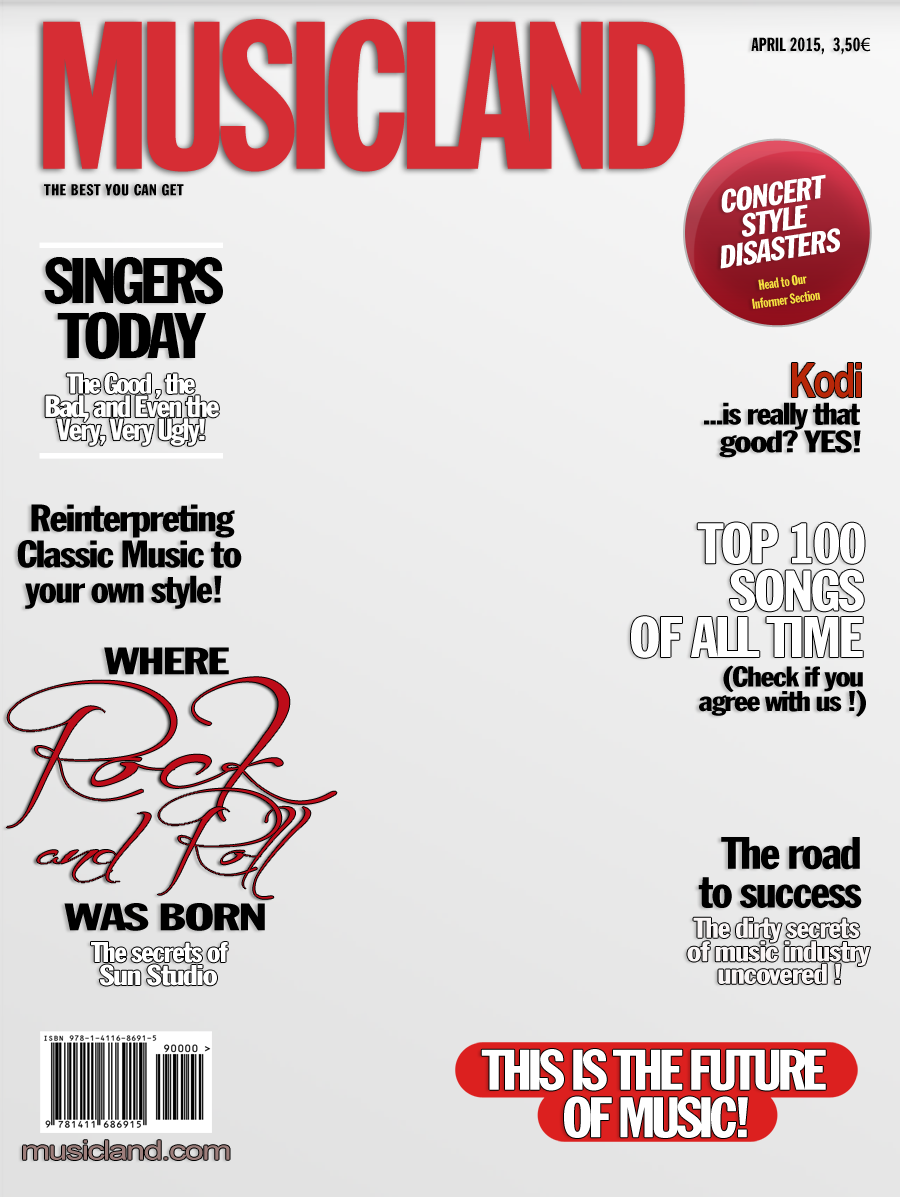 MUSICLAND
APRIL 2015,  3,50€
THE BEST YOU CAN GET
CONCERT
STYLE
DISASTERS
Head to Our
Informer Section
SINGERS
TODAY
The Good , the
Bad, and Even the
Very, Very Ugly!
Kodi
...is really that
good? YES!
Reinterpreting
Classic Music to
your own style!
TOP 100
SONGS
OF ALL TIME
(Check if you
agree with us !)
WHERE
Rock
and Roll
WAS BORN
The secrets of
Sun Studio
The road
to success
The dirty secrets
of music industry
uncovered !
ISBN 978-1-4116-8691-5
90000 >
9 781411 686915
musicland.com
THIS IS THE FUTURE
OF MUSIC!